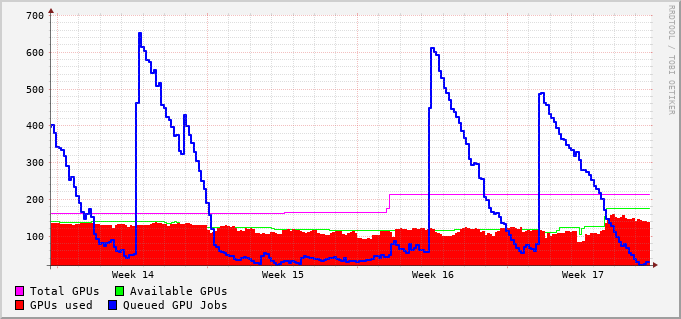 700
600
500
400
300
200
100
Week 14 Week 15 Week 16 Week 17
Total GPUs Available GPUs
GPUs used Queued GPU Jobs
RRDTOOL / TOBI OETIKER